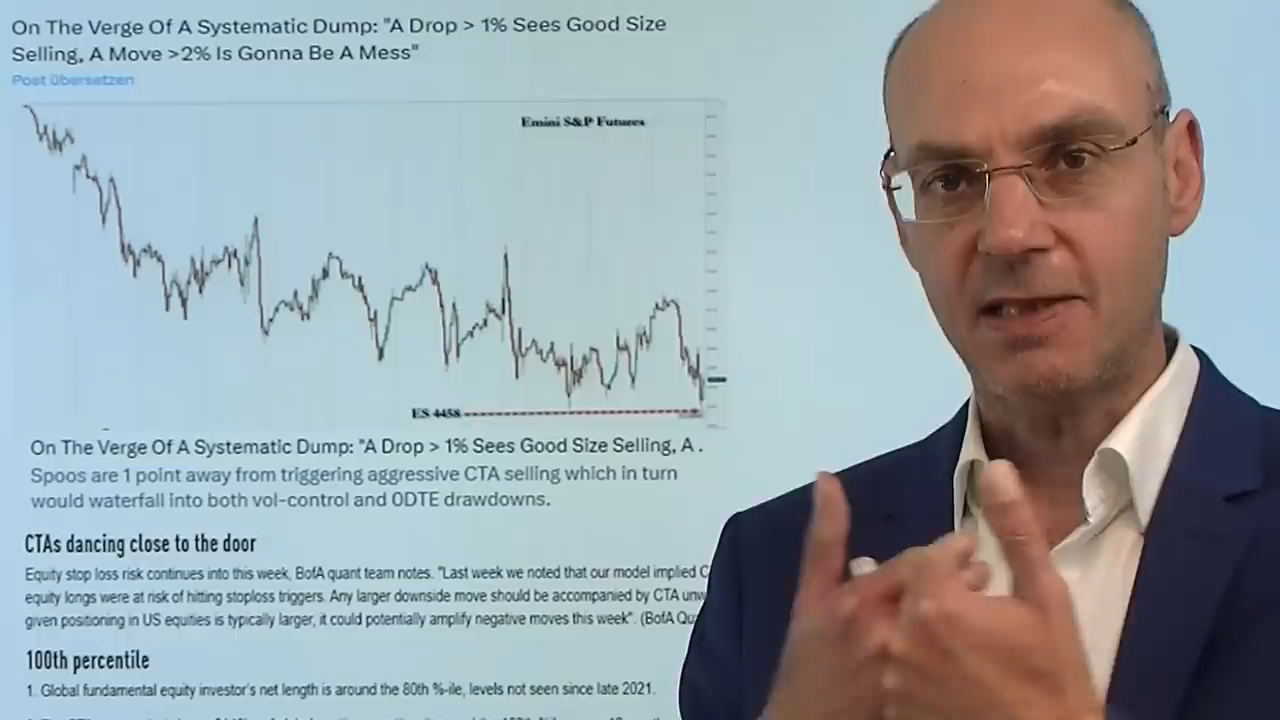 On The Verge Of A Systematic Dump: "A Drop > 1% Sees Good Size
Selling, A Move >2% Is Gonna Be A Mess"
Post übersetzen
Emini S&P Futures
ES 4458
On The Verge Of A Systematic Dump: "A Drop > 1% Sees Good Size Selling, A .
Spoos are 1 point away from triggering aggressive CTA selling which in turn
would waterfall into both vol-control and 0DTE drawdowns.
CTAs dancing close to the door
Equity stop loss risk continues into this week, BofA quant team notes. "Last week we noted that our model implied C
equity longs were at risk of hitting stoploss triggers. Any larger downside move should be accompanied by CTA unw
given positioning in US equities is typically larger, it could potentially amplify negative moves this week". (BofA Qu
100th percentile
1. Global fundamental equity investor's net length is around the 80th %-ile, levels not seen since late 2021.